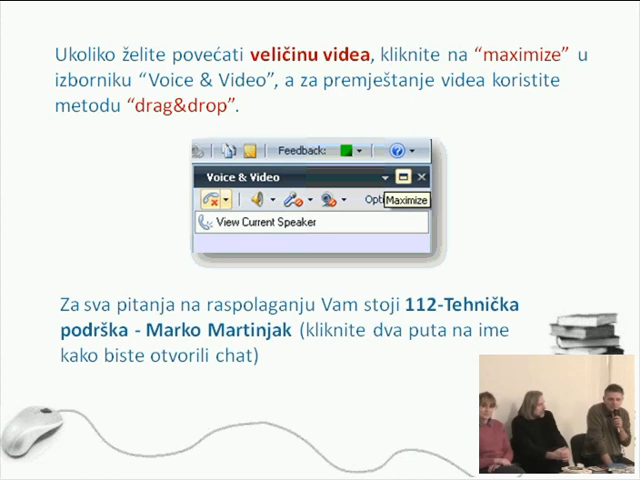 Ukoliko želite povećati veličinu videa, kliknite na “maximize” u
izborniku “Voice & Video”, a za premještanje videa koristite
metodu “drag&drop”.
Feedback:
Voice & Video
Maximize
View Current Speaker
Za sva pitanja na raspolaganju Vam stoji 112-Tehnička
podrška - Marko Martinjak (kliknite dva puta na ime
kako biste otvorili chat)